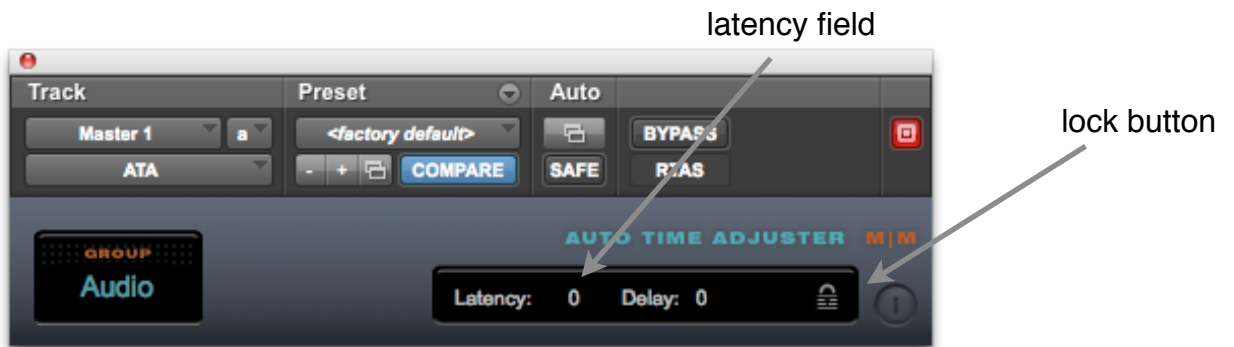 latency field
lock button
Track Preset Auto
Master 1 a <factory default> BYPASS
ATA - + COMPARE SAFE RTAS
AUTO TIME ADJUSTER M|M
GROUP
Audio
Latency: 0 Delay: 0
i